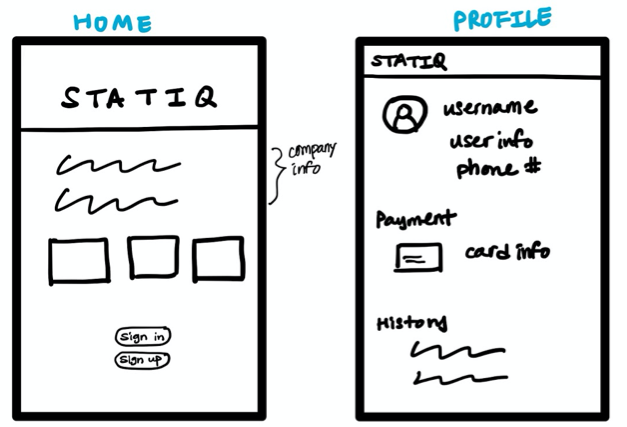 HOME
STATIQ
company
info
Sign in
Sign up
PROFILE
STATIQ
username
user info
phone #
Payment
card info
History